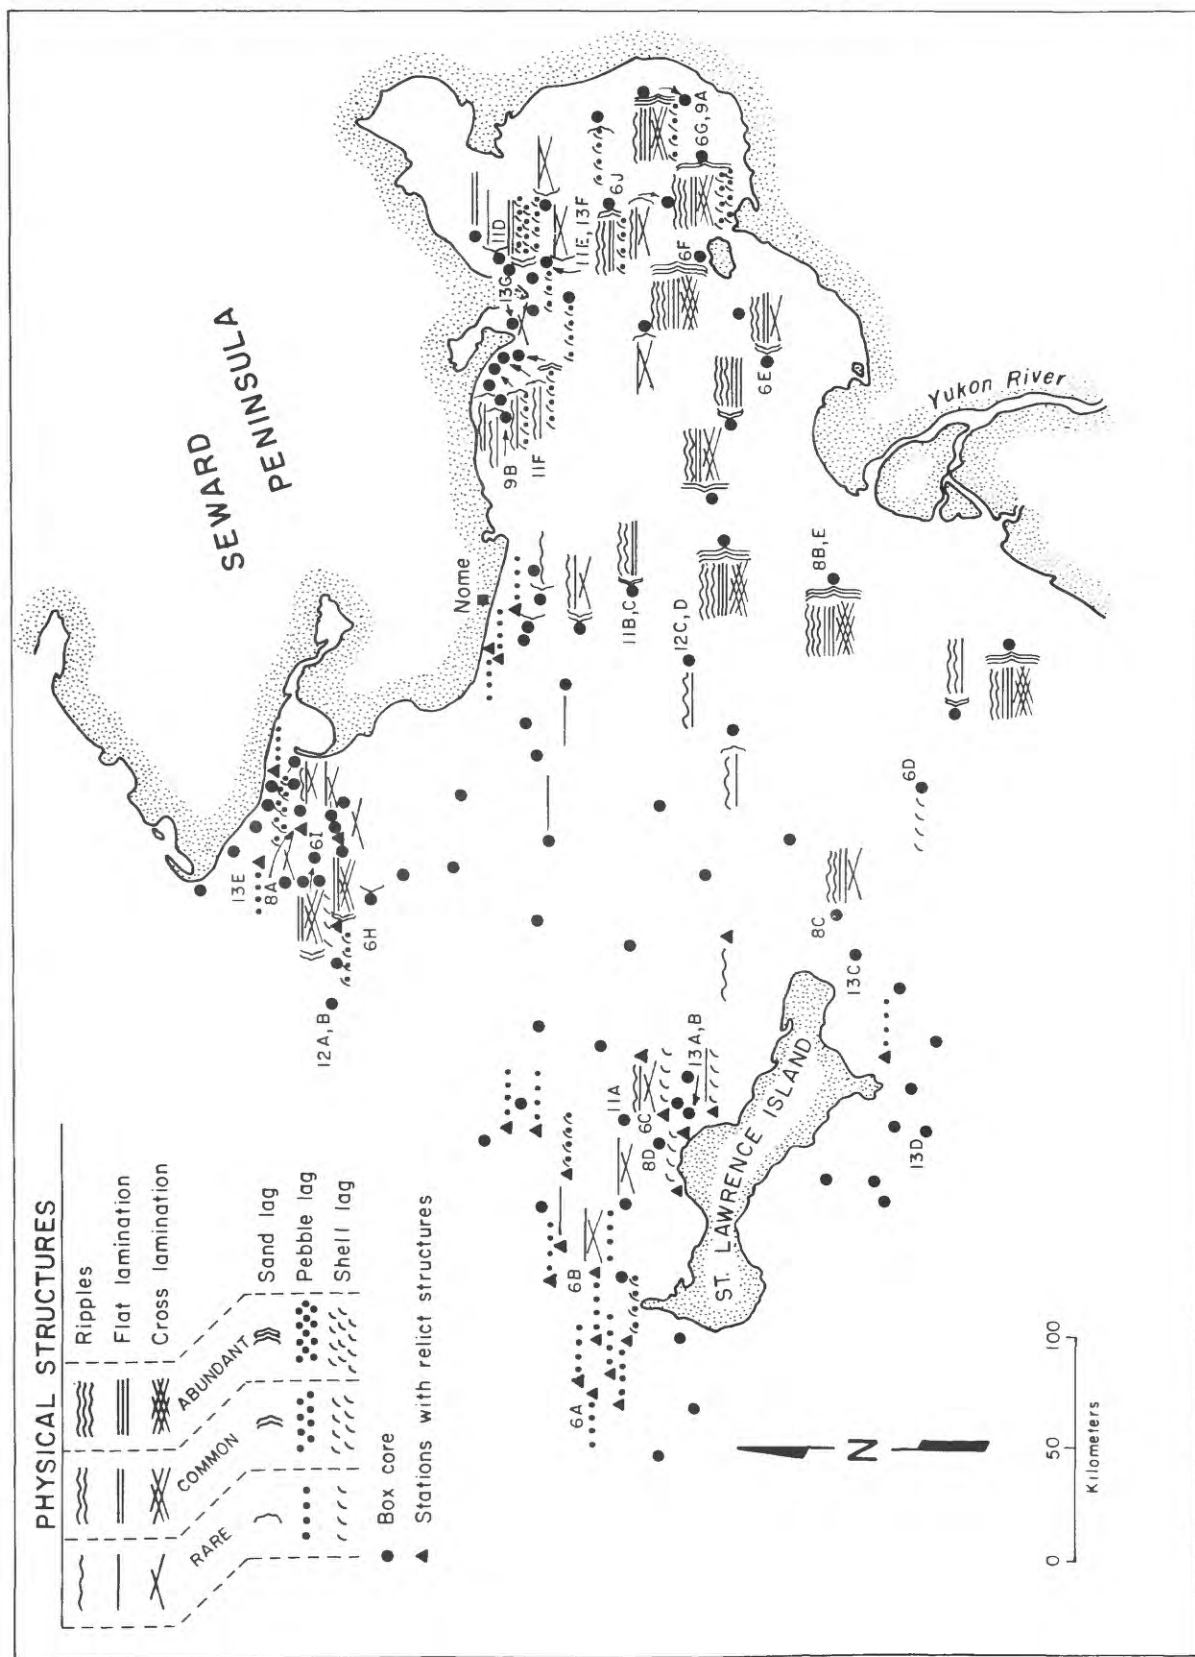 PHYSICAL STRUCTURES
Ripples
Flat lamination
Cross lamination
RARE
COMMON
ABUNDANT
Sand lag
Pebble lag
Shell lag
Box core
Stations with relict structures
SEWARD
PENINSULA
Nome
Yukon River
ST. LAWRENCE ISLAND
13E
8A
6I
6H
12A, B
9B
11F
13G
11D
11E, 13F
6J
6G, 9A
6F
6E
11B, C
12C, D
8B, E
6D
8C
13C
13D
11A
6C
8D
13A, B
6B
6A
N
0
50
100
Kilometers